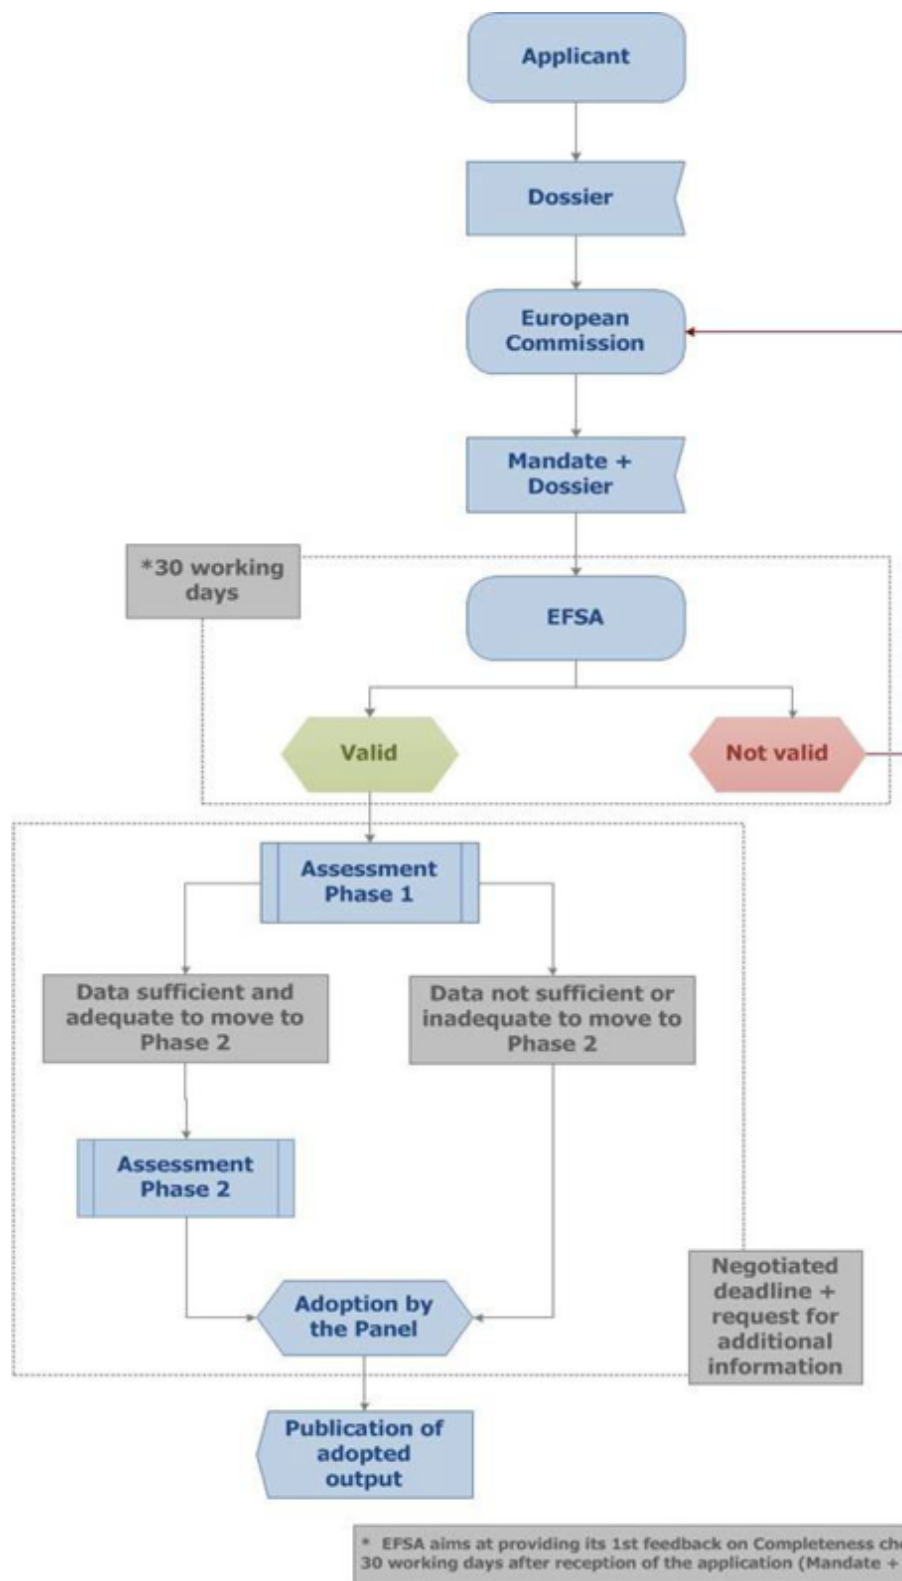 Applicant
Dossier
European
Commission
Mandate +
Dossier
*30 working
days
EFSA
Valid
Not valid
Assessment
Phase 1
Data sufficient and
adequate to move to
Phase 2
Data not sufficient or
inadequate to move to
Phase 2
Assessment
Phase 2
Negotiated
deadline +
request for
additional
information
Adoption by
the Panel
Publication of
adopted
output
* EFSA aims at providing its 1st feedback on Completeness
30 working days after reception of the application (Mandate +